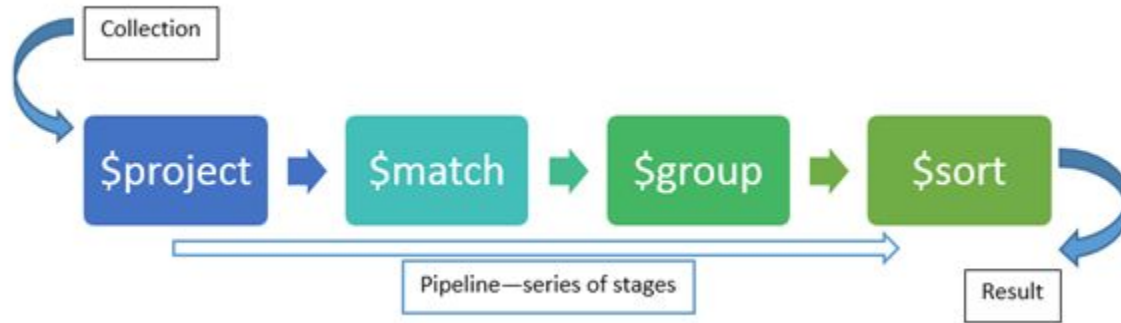 Collection
$project
$match
$group
$sort
Pipeline—series of stages
Result